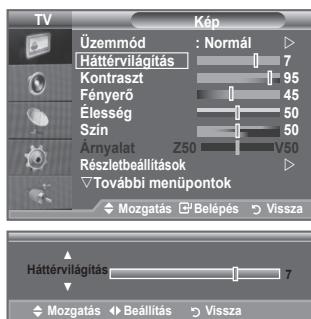 TV Kép
Üzemmód : Normál
Háttérvilágítás 7
Kontraszt 95
Fényerő 45
Élesség 50
Szín 50
Árnyalat Z50 V50
Részletbeállítások
További menüpontok
Mozgatás Belépés Vissza
Háttérvilágítás 7
Mozgatás Beállítás Vissza